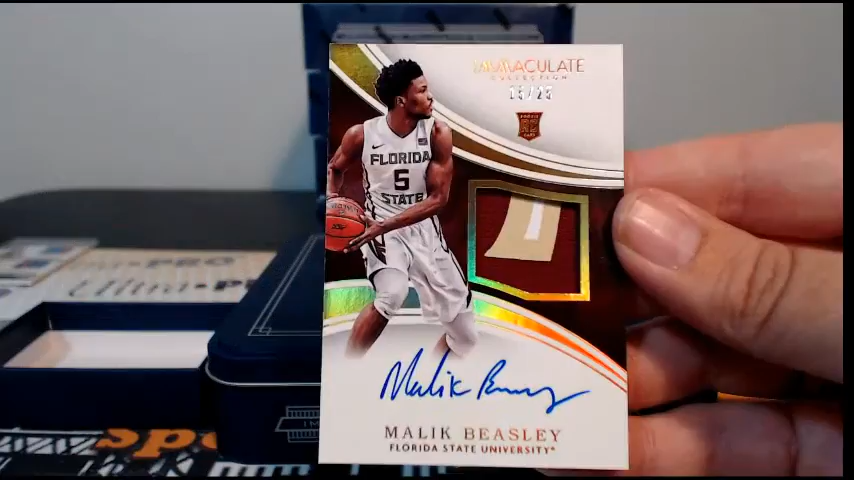 IMMACULATE
COLLECTION
15/25
FLORIDA
5
STATE
Malik Beasley
MALIK BEASLEY
FLORIDA STATE UNIVERSITY